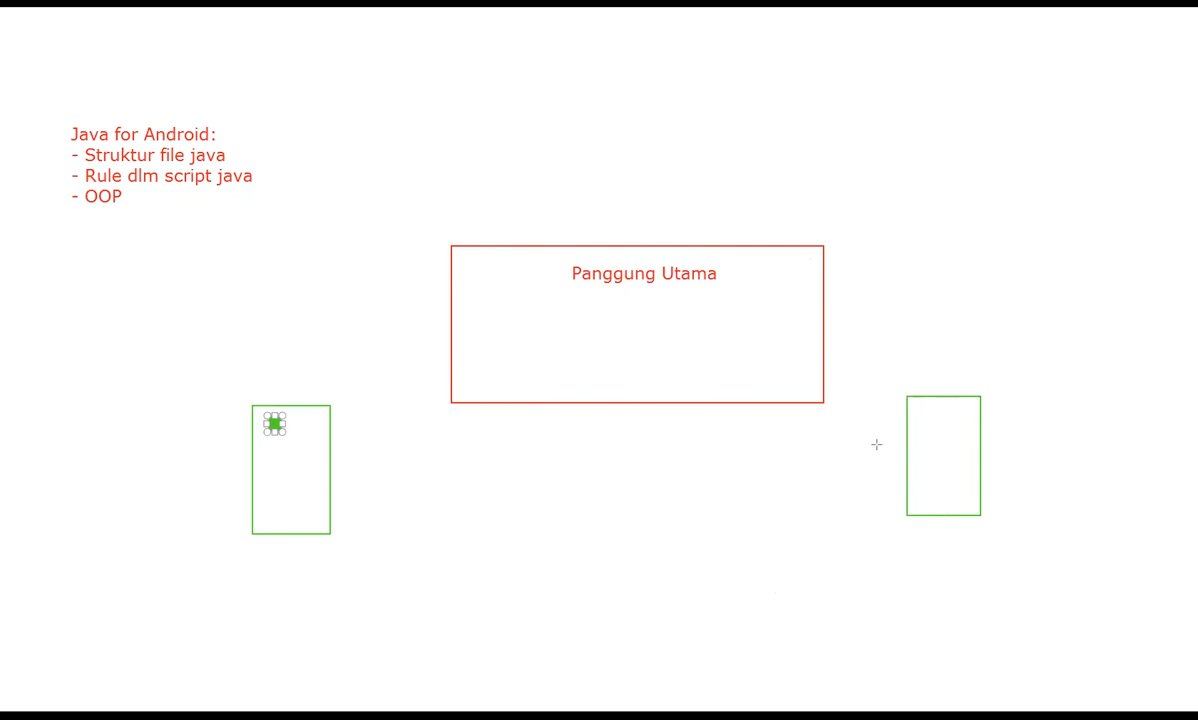 Java for Android:
- Struktur file java
- Rule dlm script java
- OOP
Panggung Utama